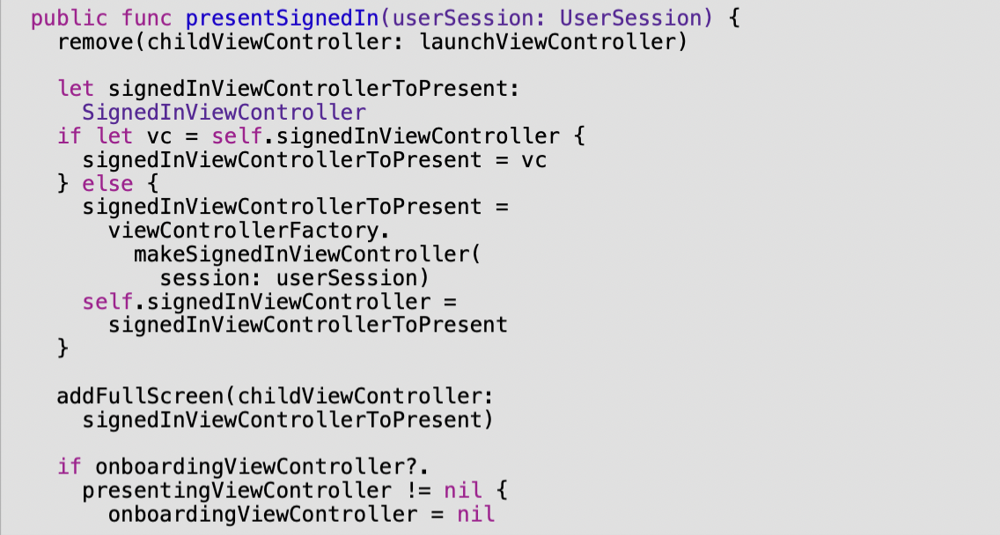 public func presentSignedIn(userSession: UserSession) {
  remove(childViewController: launchViewController)

  let signedInViewControllerToPresent:
    SignedInViewController
  if let vc = self.signedInViewController {
    signedInViewControllerToPresent = vc
  } else {
    signedInViewControllerToPresent =
      viewControllerFactory.
        makeSignedInViewController(
          session: userSession)
    self.signedInViewController =
      signedInViewControllerToPresent
  }

  addFullScreen(childViewController:
    signedInViewControllerToPresent)

  if onboardingViewController?.
    presentingViewController != nil {
      onboardingViewController = nil